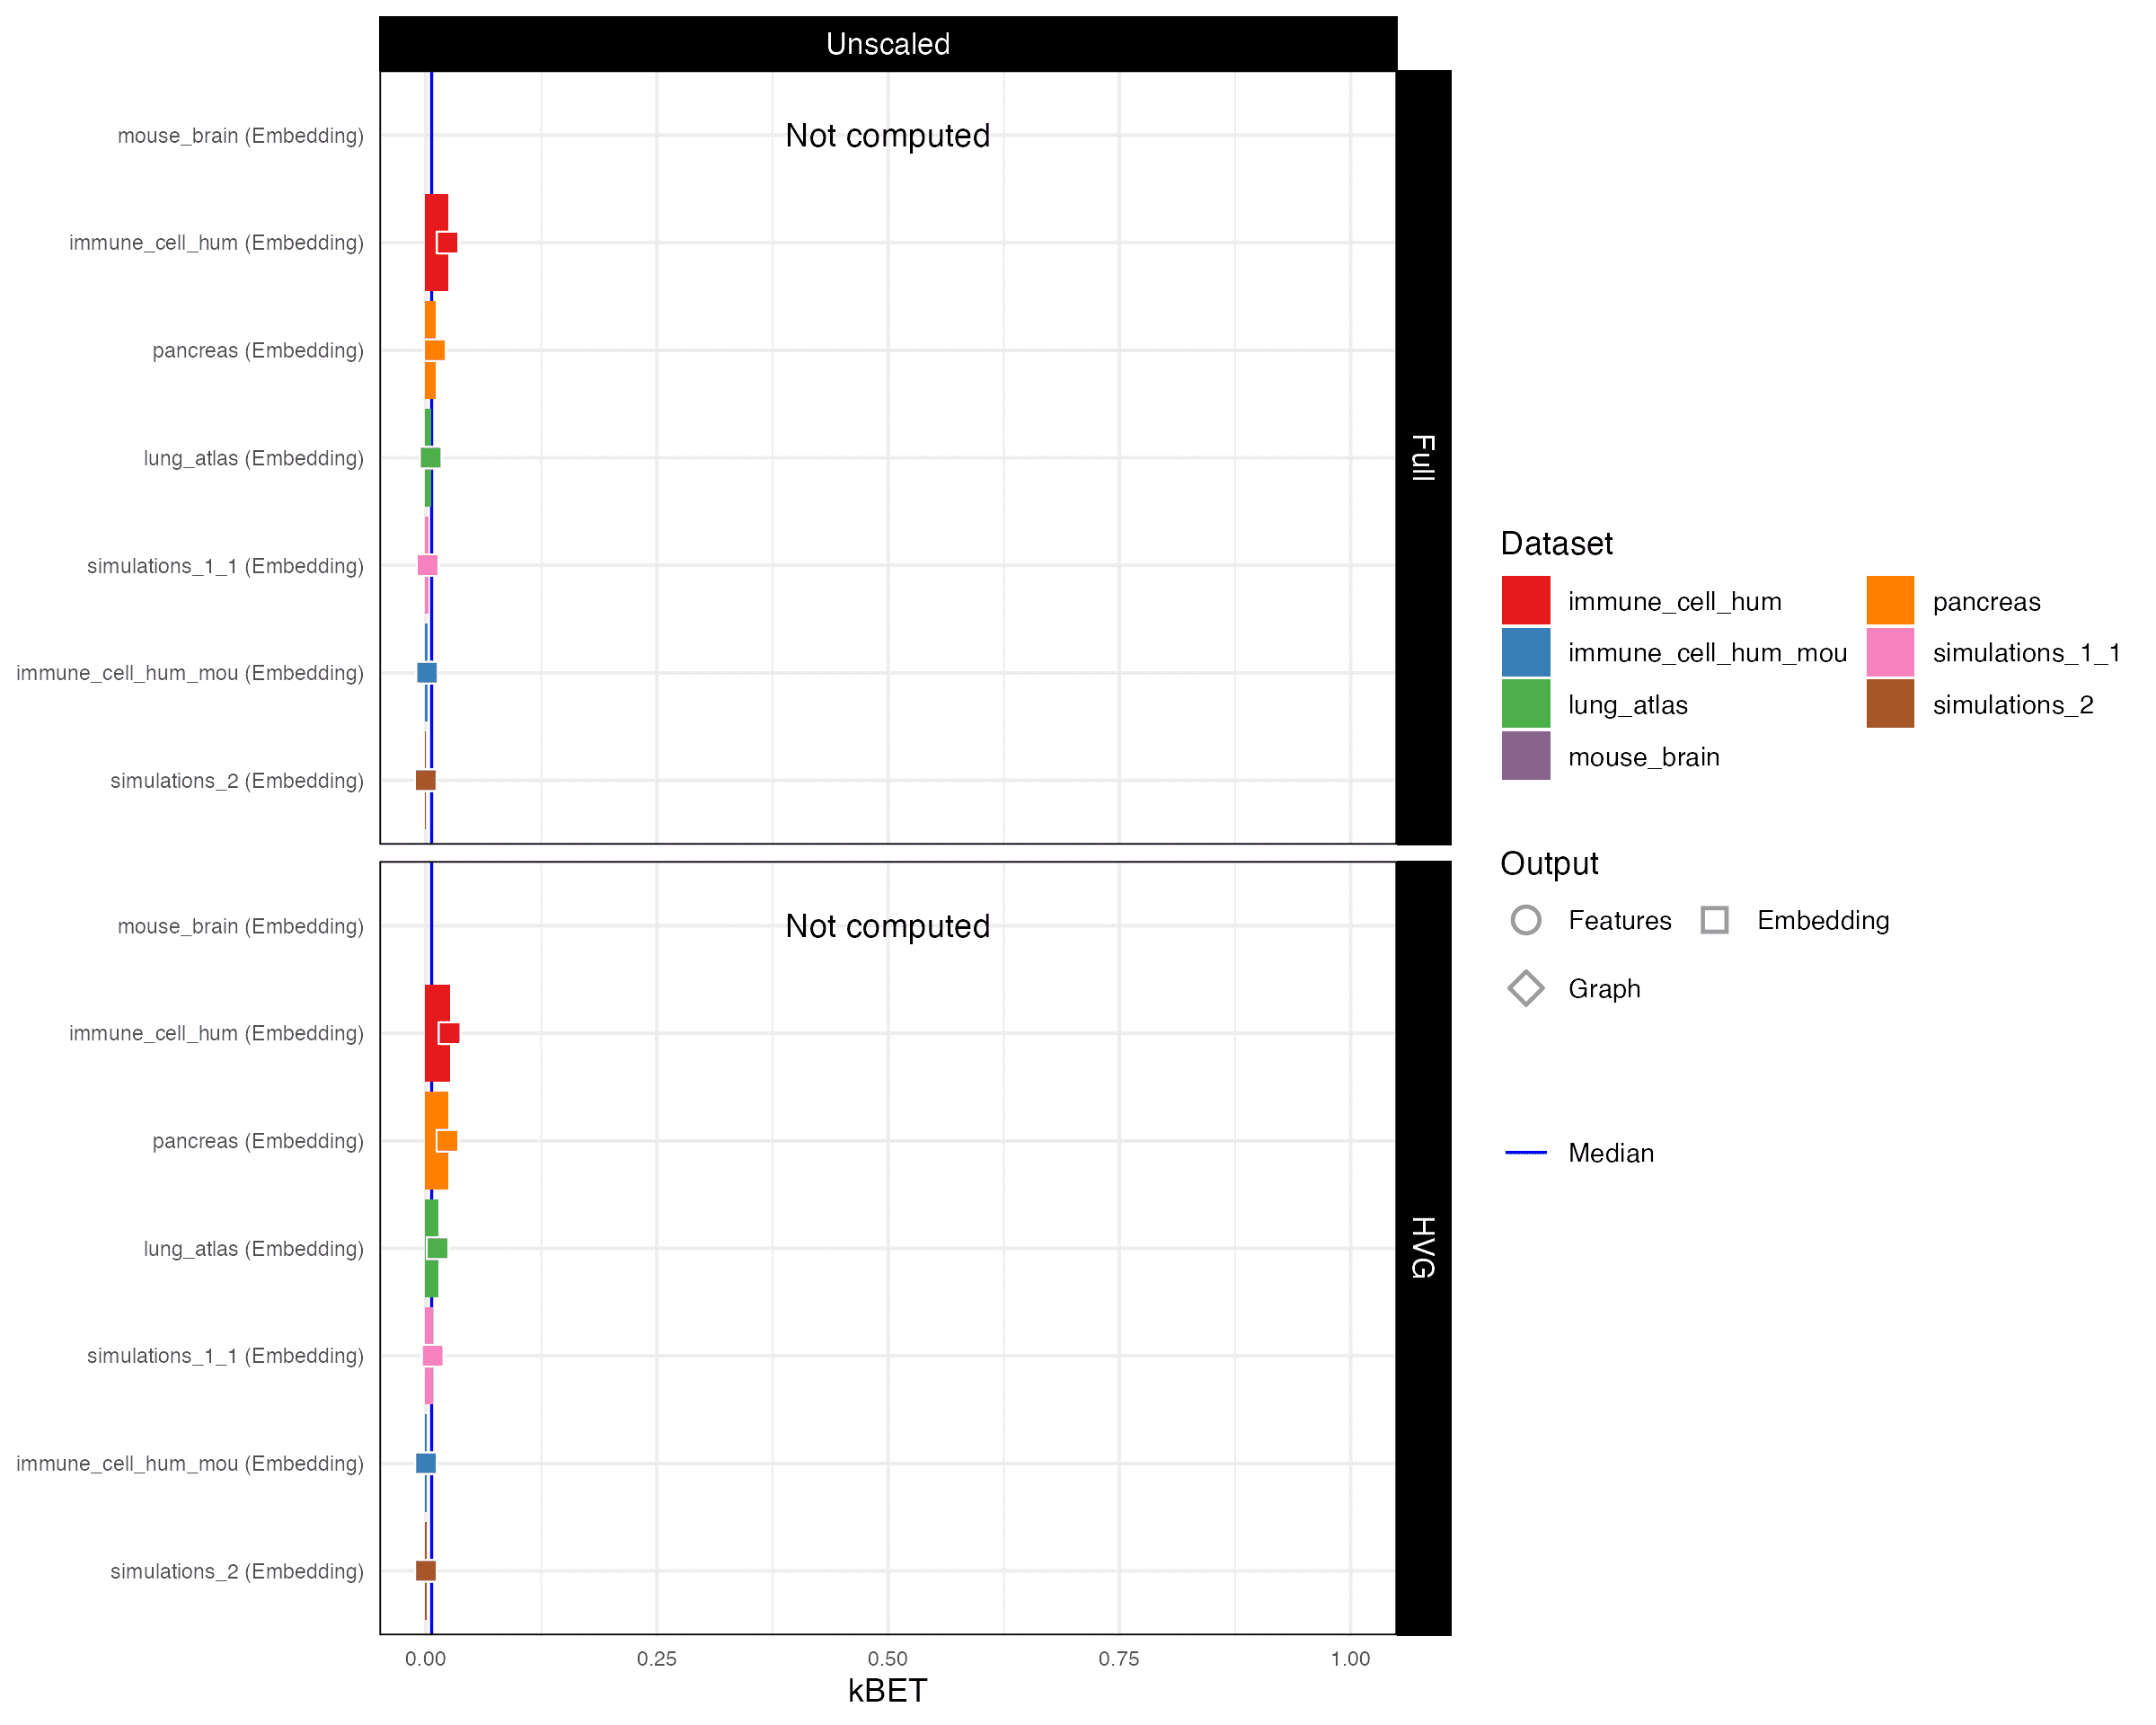 Unscaled
mouse_brain (Embedding)
Not computed
immune_cell_hum (Embedding)
pancreas (Embedding)
lung_atlas (Embedding)
simulations_1_1 (Embedding)
immune_cell_hum_mou (Embedding)
simulations_2 (Embedding)
Full
mouse_brain (Embedding)
Not computed
immune_cell_hum (Embedding)
pancreas (Embedding)
lung_atlas (Embedding)
simulations_1_1 (Embedding)
immune_cell_hum_mou (Embedding)
simulations_2 (Embedding)
HVG
0.00 0.25 0.50 0.75 1.00
kBET
Dataset
immune_cell_hum
immune_cell_hum_mou
lung_atlas
mouse_brain
pancreas
simulations_1_1
simulations_2
Output
Features
Embedding
Graph
Median